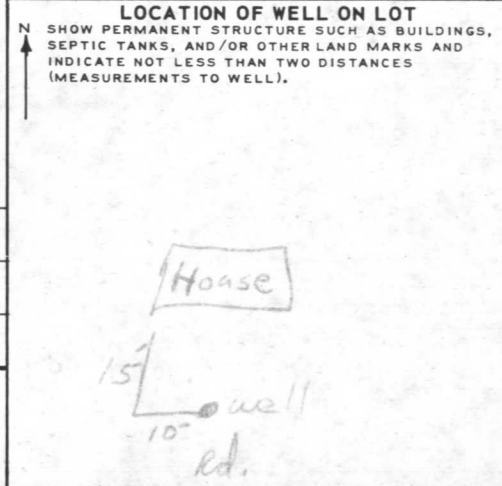 LOCATION OF WELL ON LOT
N SHOW PERMANENT STRUCTURE SUCH AS BUILDINGS,
SEPTIC TANKS, AND/OR OTHER LAND MARKS AND
INDICATE NOT LESS THAN TWO DISTANCES
(MEASUREMENTS TO WELL).
House
15
well
10
Rd.